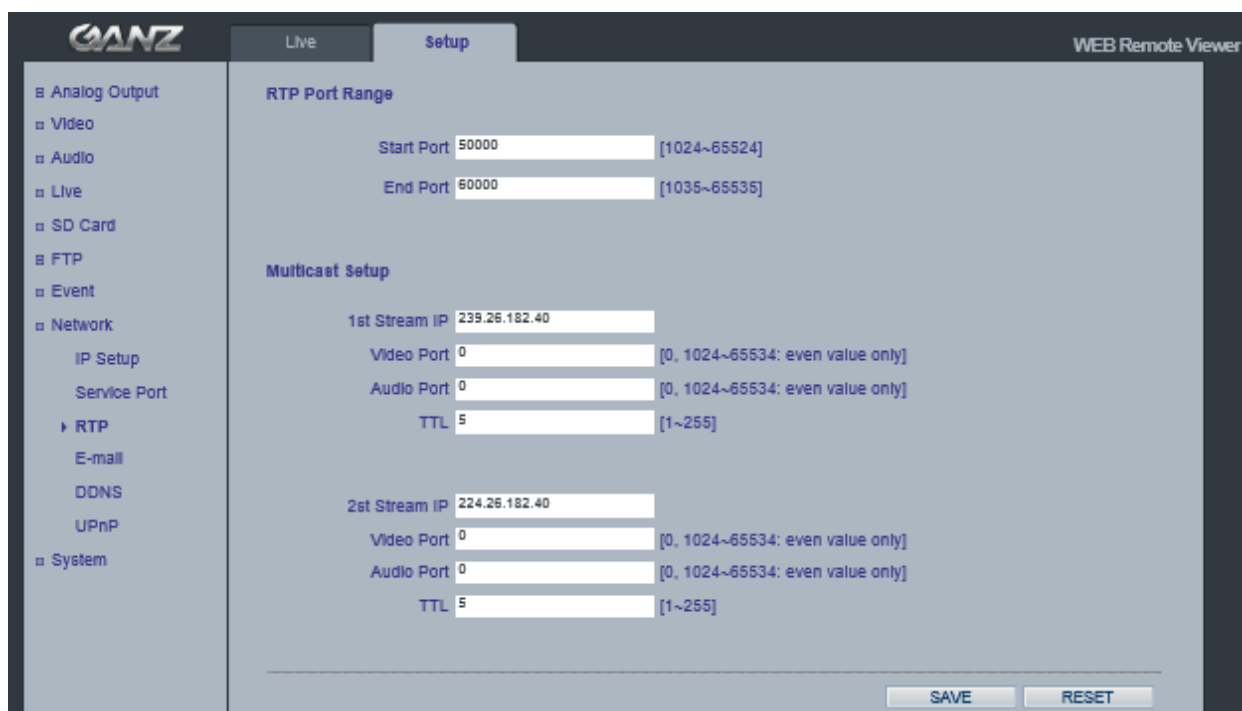 GANZ
Live
Setup
WEB Remote Viewer
Analog Output
Video
Audio
Live
SD Card
FTP
Event
Network
IP Setup
Service Port
RTP
E-mail
DDNS
UPnP
System
RTP Port Range
Start Port 50000 [1024~65524]
End Port 60000 [1035~65535]
Multicast Setup
1st Stream IP 239.26.182.40
Video Port 0 [0, 1024~65534: even value only]
Audio Port 0 [0, 1024~65534: even value only]
TTL 5 [1~255]
2st Stream IP 224.26.182.40
Video Port 0 [0, 1024~65534: even value only]
Audio Port 0 [0, 1024~65534: even value only]
TTL 5 [1~255]
SAVE RESET